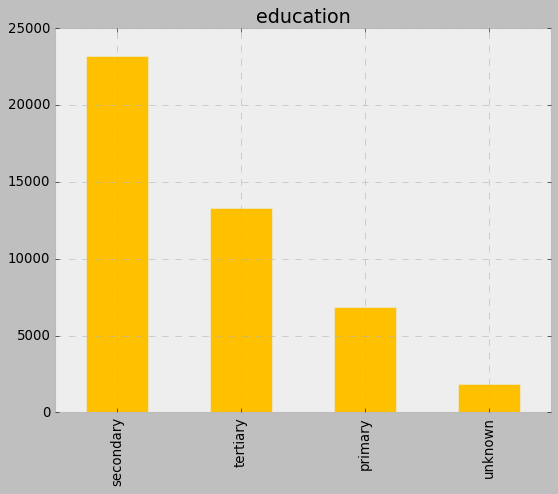 education
25000
20000
15000
10000
5000
0
secondary
tertiary
primary
unknown